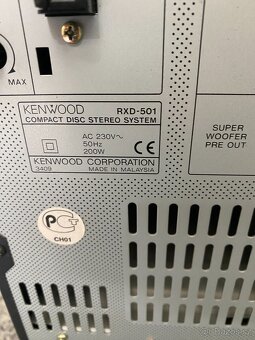 MAX
KENWOOD RXD-501
COMPACT DISC STEREO SYSTEM
AC 230V~
50Hz
200W
CE
KENWOOD CORPORATION
3409 MADE IN MALAYSIA
SUPER
WOOFER
PRE OUT
CH01